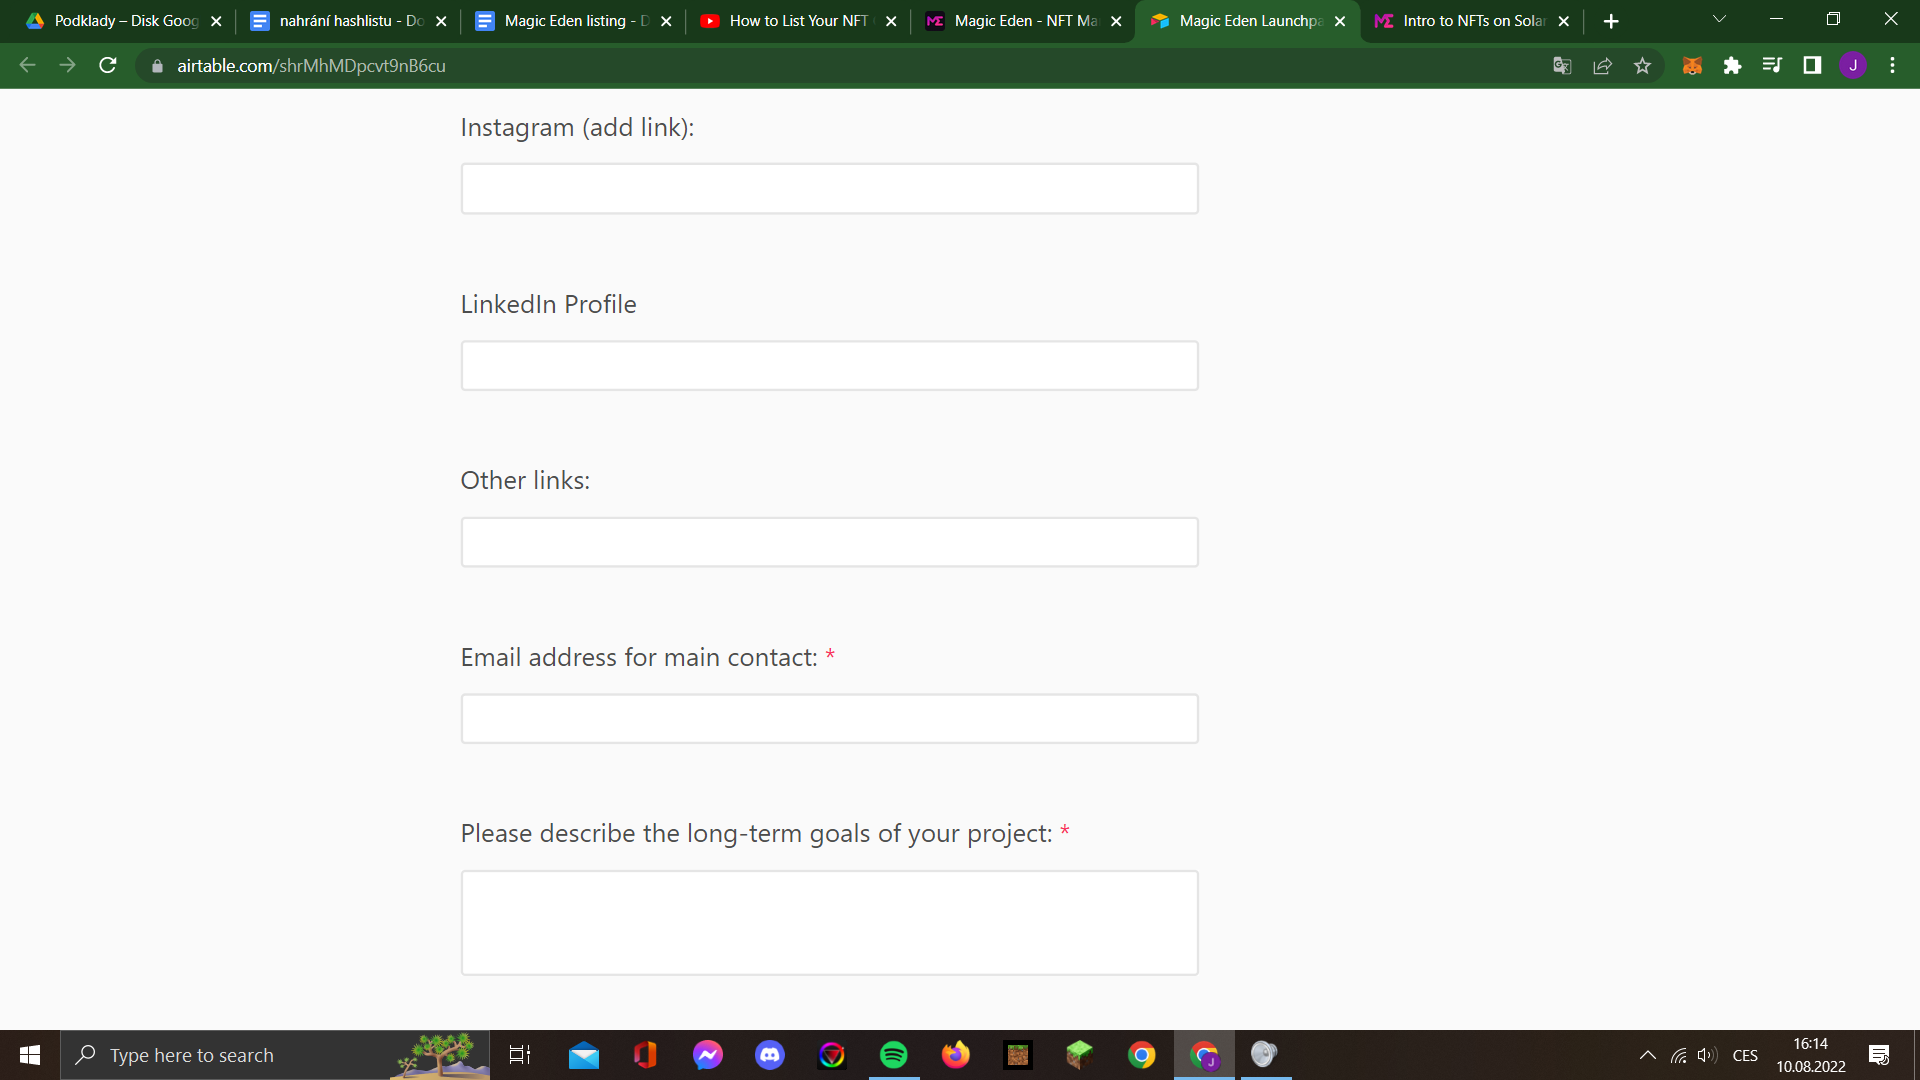 Podklady – Disk Goog
nahrání hashlistu - Do
Magic Eden listing - D
How to List Your NFT
Magic Eden - NFT Ma
Magic Eden Launchpa
Intro to NFTs on Solar
airtable.com/shrMhMDpcvt9nB6cu
J
Instagram (add link):
LinkedIn Profile
Other links:
Email address for main contact: *
Please describe the long-term goals of your project: *
Type here to search
J
CES
16:14
10.08.2022